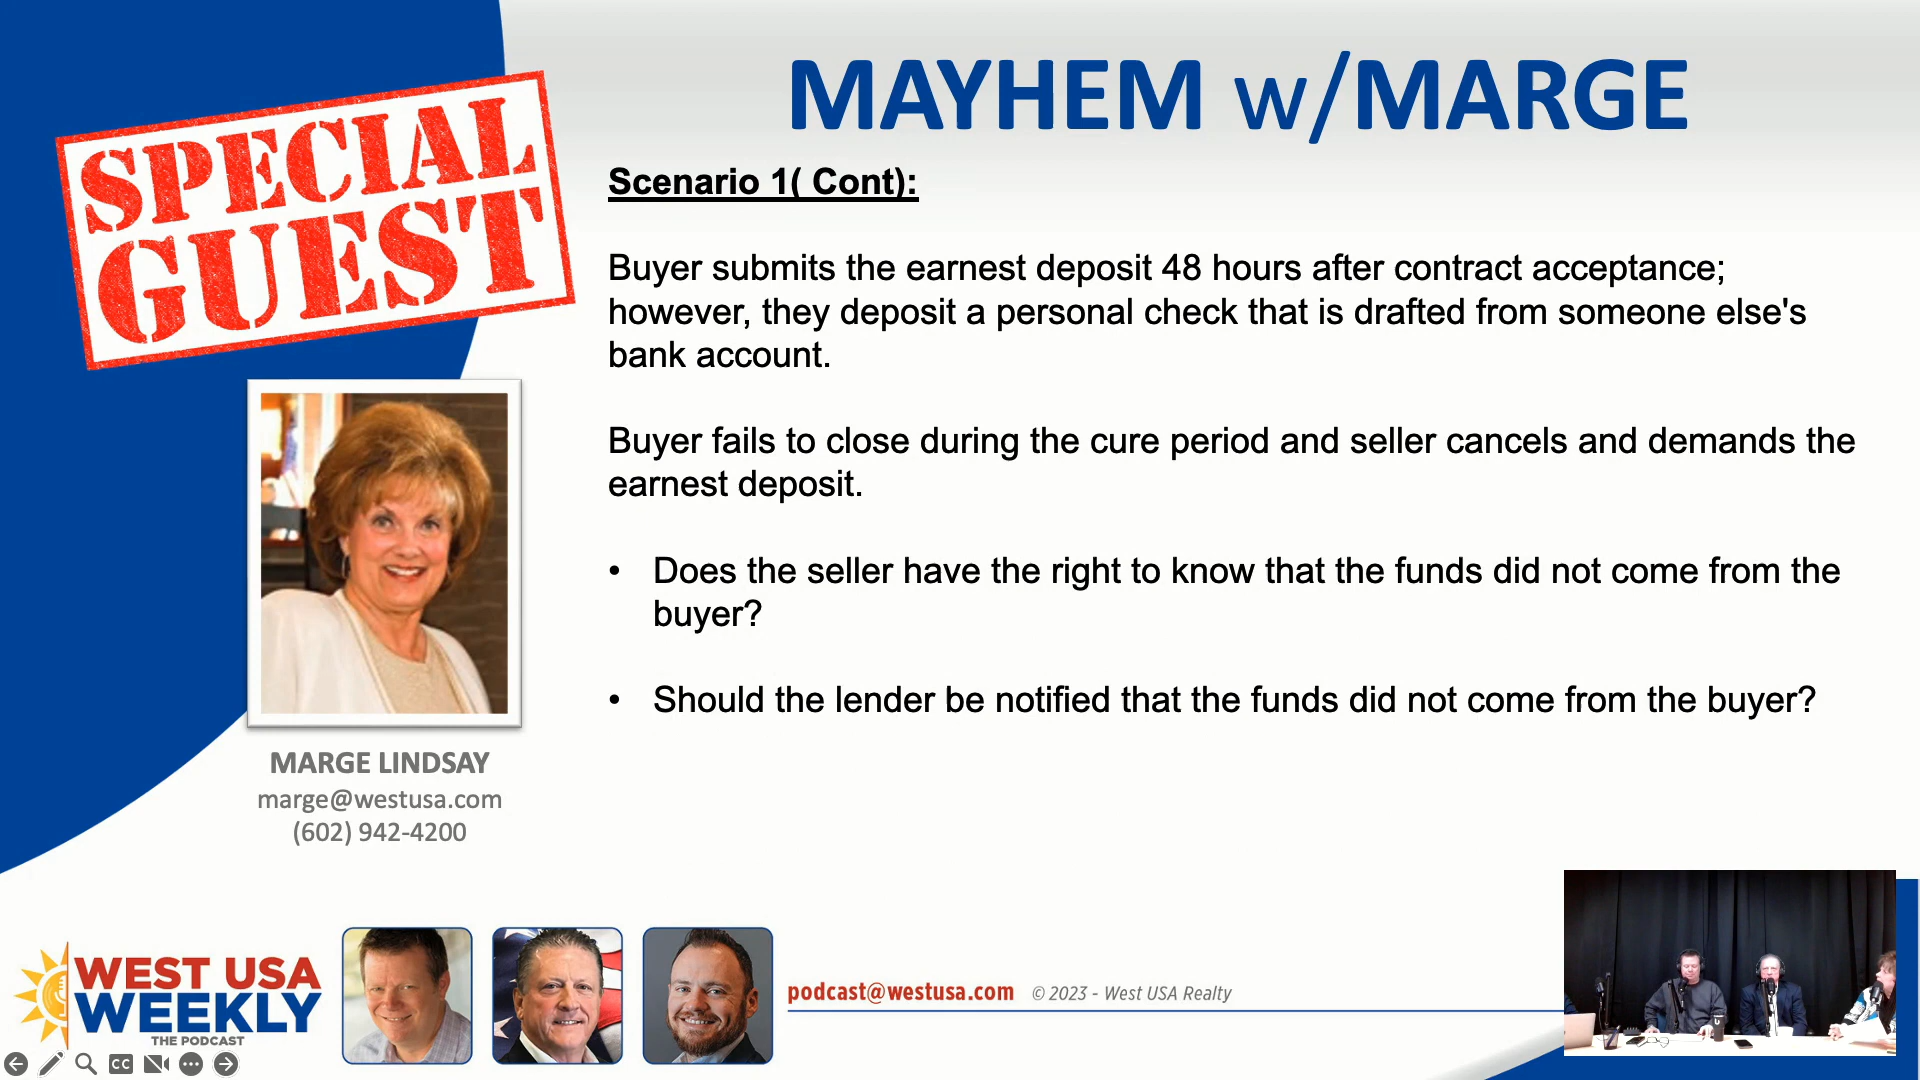 SPECIAL
GUEST
MAYHEM w/MARGE
Scenario 1( Cont):
Buyer submits the earnest deposit 48 hours after contract acceptance;
however, they deposit a personal check that is drafted from someone else's
bank account.
Buyer fails to close during the cure period and seller cancels and demands the
earnest deposit.
• Does the seller have the right to know that the funds did not come from the
buyer?
• Should the lender be notified that the funds did not come from the buyer?
MARGE LINDSAY
marge@westusa.com
(602) 942-4200
WEST USA
WEEKLY
THE PODCAST
podcast@westusa.com © 2023 - West USA Realty
CC